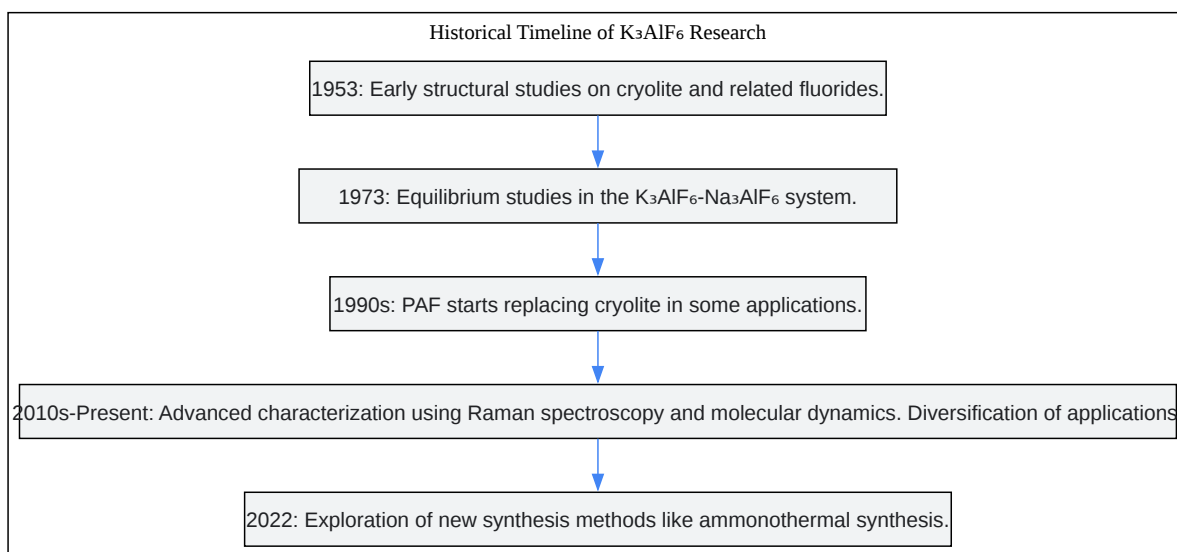 Historical Timeline of K₃AlF₆ Research
1953: Early structural studies on cryolite and related fluorides.
1973: Equilibrium studies in the K₃AlF₆-Na₃AlF₆ system.
1990s: PAF starts replacing cryolite in some applications.
2010s-Present: Advanced characterization using Raman spectroscopy and molecular dynamics. Diversification of applications
2022: Exploration of new synthesis methods like ammonothermal synthesis.